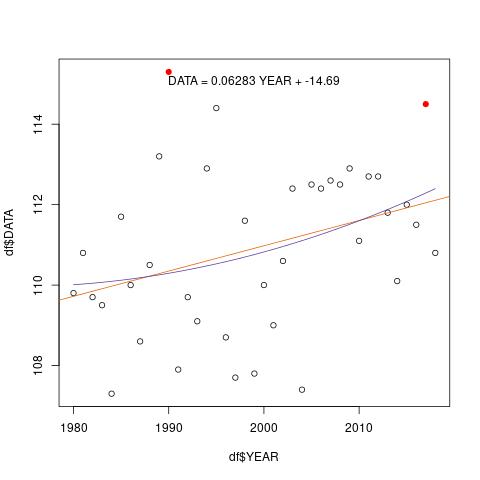 DATA = 0.06283 YEAR + -14.69
114
112
110
108
df$DATA
1980 1990 2000 2010
df$YEAR